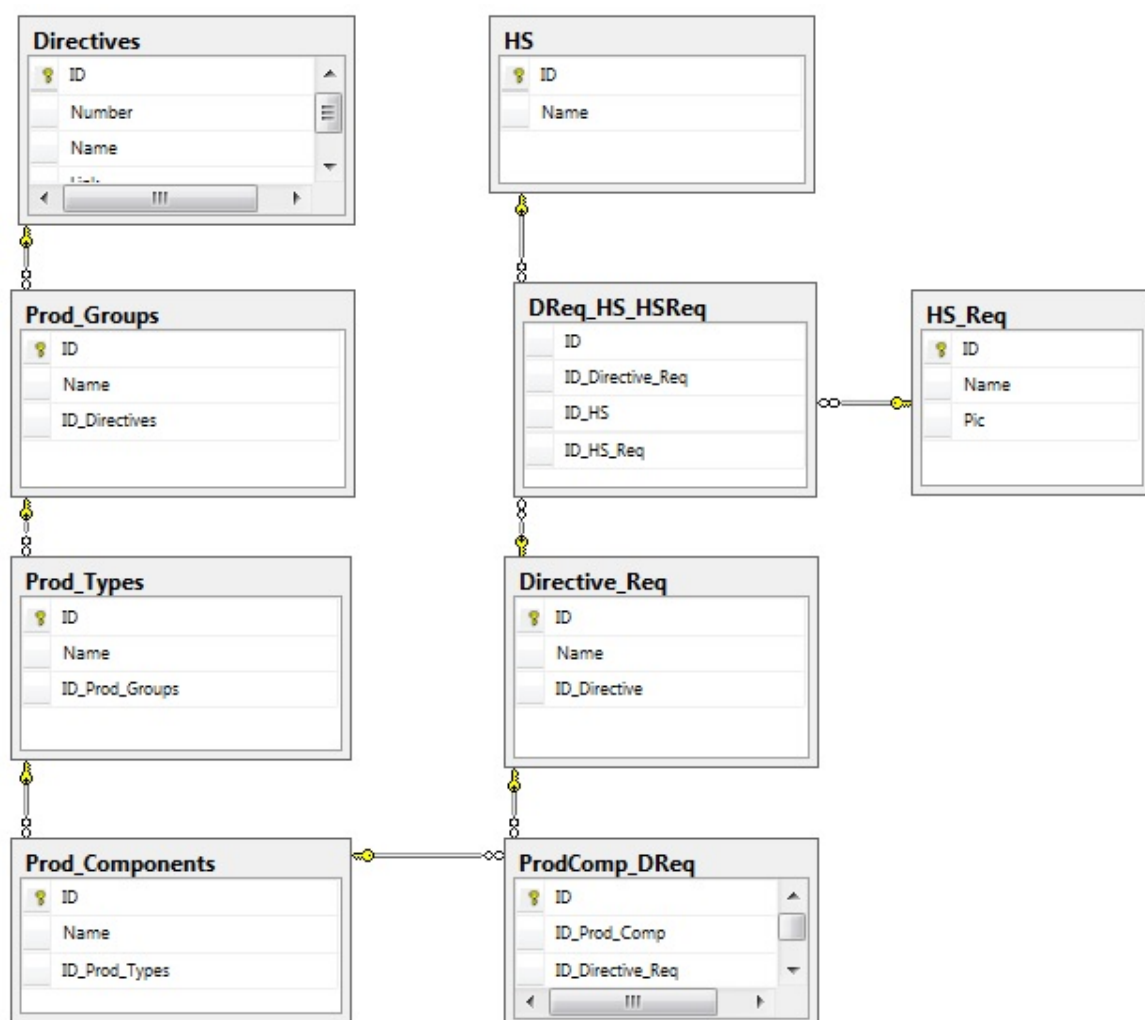 Directives
ID
Number
Name
HS
ID
Name
Prod_Groups
ID
Name
ID_Directives
DReq_HS_HSReq
ID
ID_Directive_Req
ID_HS
ID_HS_Req
HS_Req
ID
Name
Pic
Prod_Types
ID
Name
ID_Prod_Groups
Directive_Req
ID
Name
ID_Directive
Prod_Components
ID
Name
ID_Prod_Types
ProdComp_DReq
ID
ID_Prod_Comp
ID_Directive_Req